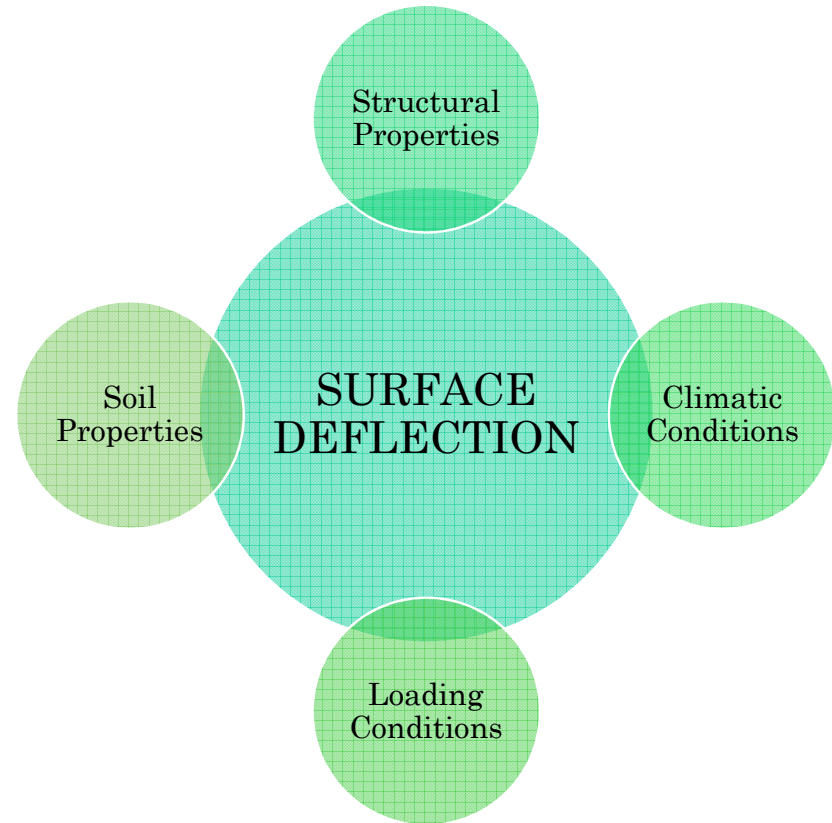 Structural
Properties
Soil
Properties
SURFACE
DEFLECTION
Climatic
Conditions
Loading
Conditions